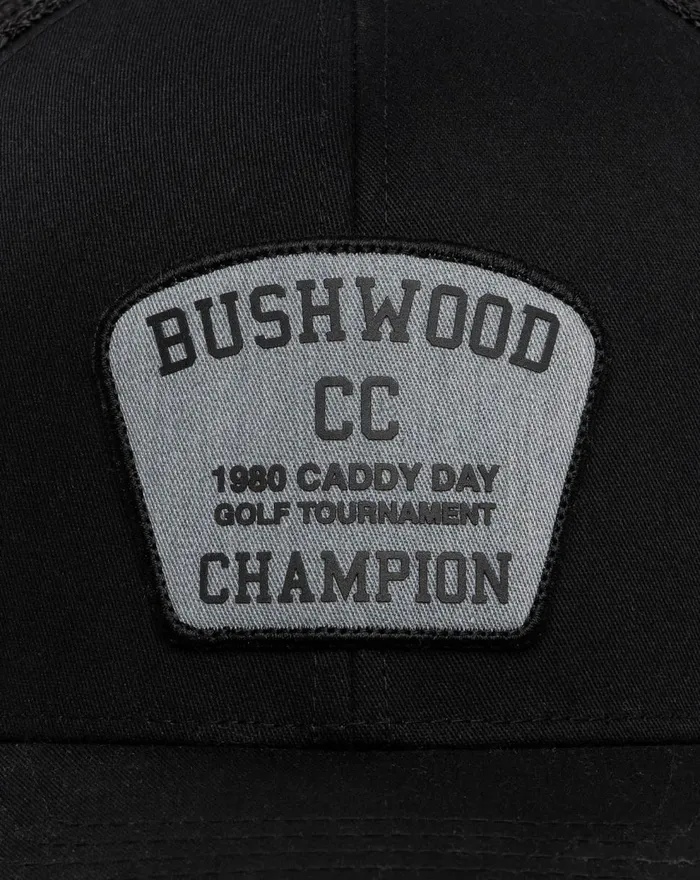 BUSHWOOD
CC
1980 CADDY DAY
GOLF TOURNAMENT
CHAMPION